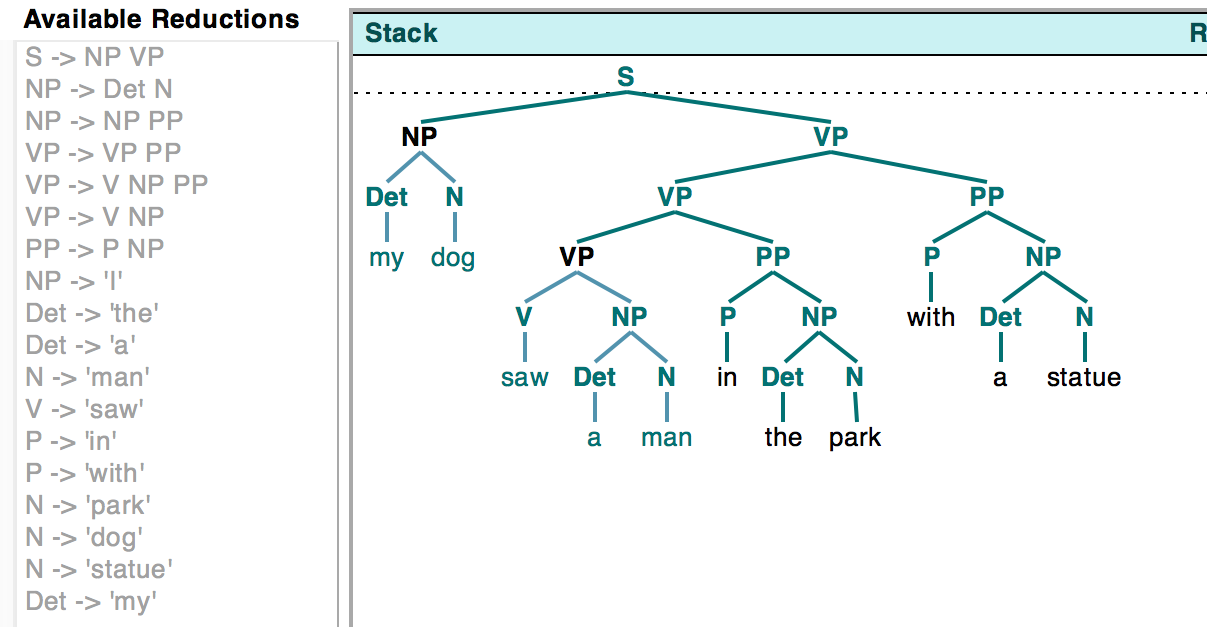 Available Reductions
S -> NP VP
NP -> Det N
NP -> NP PP
VP -> VP PP
VP -> V NP PP
VP -> V NP
PP -> P NP
NP -> 'I'
Det -> 'the'
Det -> 'a'
N -> 'man'
V -> 'saw'
P -> 'in'
P -> 'with'
N -> 'park'
N -> 'dog'
N -> 'statue'
Det -> 'my'
Stack R
S
NP VP
Det N VP PP
my dog VP PP P NP
V NP P NP with Det N
saw Det N in Det N a statue
a man the park